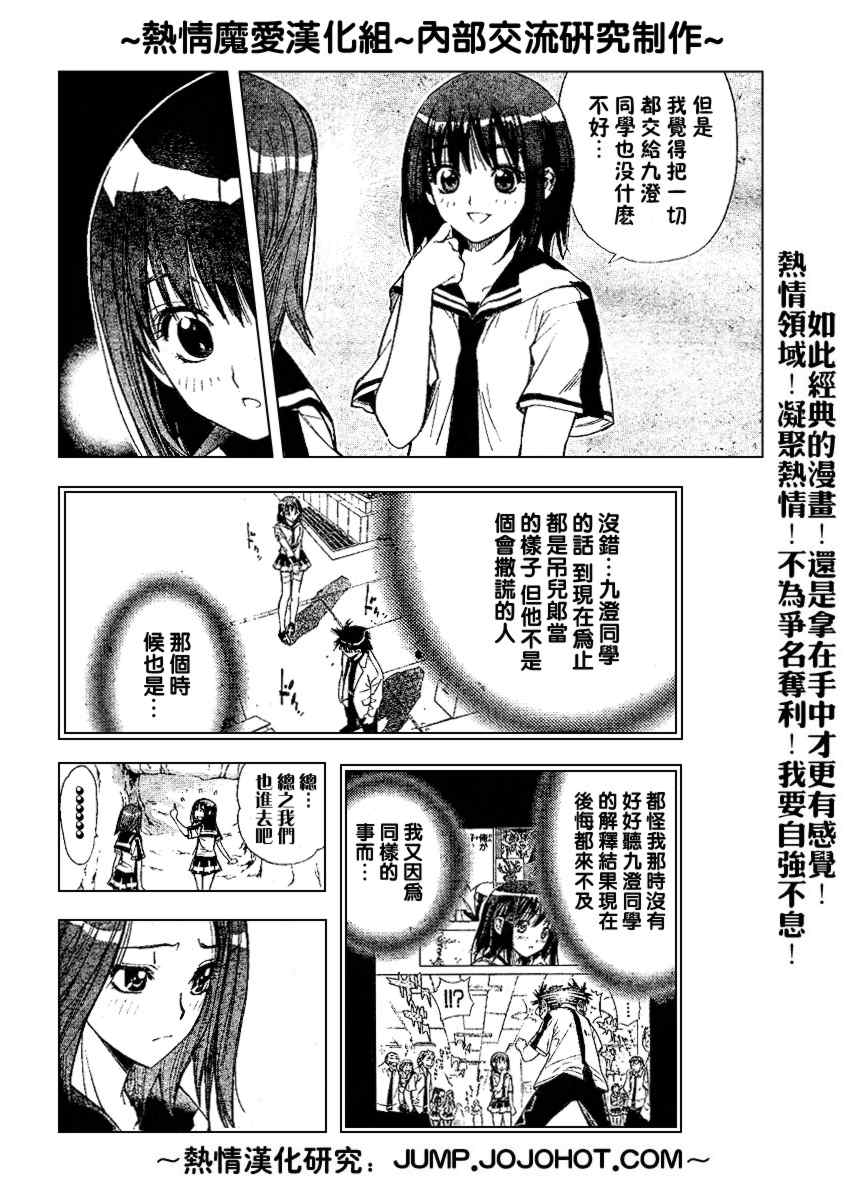 ~熱情魔愛漢化組~內部交流研究制作~
但是
我覺得把一切
都交給九澄
同學也没什麽
不好…
如此經典的漫畫！還是拿在手中才更有感覺！
熱情領域！凝聚熱情！不為爭名奪利！我要自強不息！
沒錯…九澄同學
的話 到現在爲止
都是吊兒郎當
的樣子 但他不是
個會撒謊的人
那個時
候也是…
都怪我那時沒有
好好聽九澄同學
的解釋結果現在
後悔都來不及
我又因爲
同樣的
事而…
!!?
總…
總之我們
也進去吧
～熱情漢化研究：JUMP.JOJOHOT.COM～